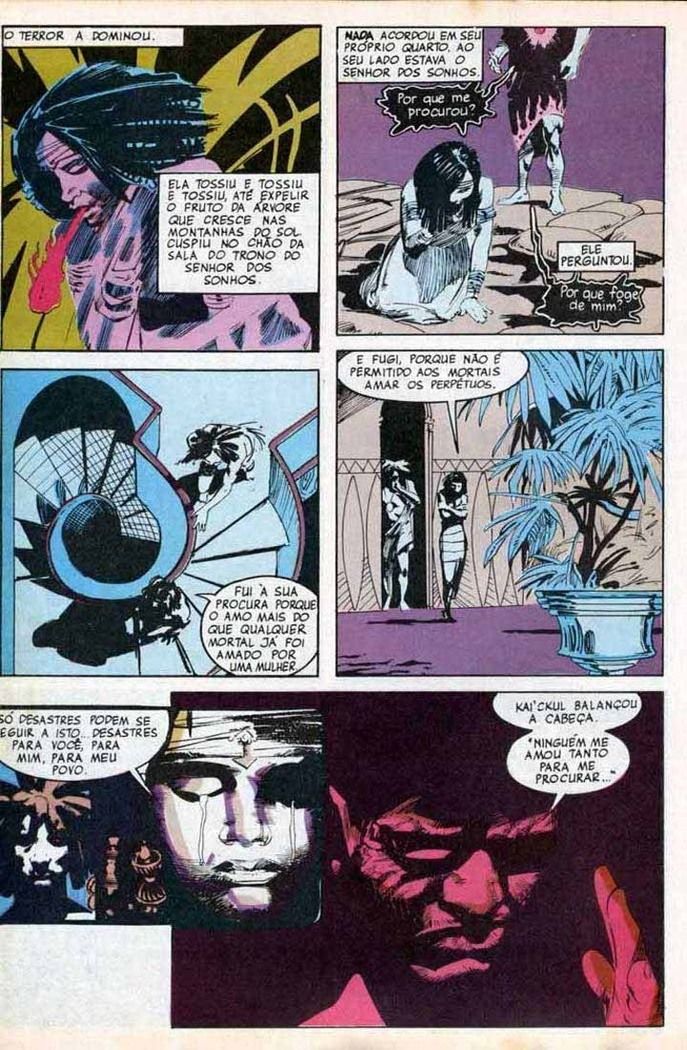 O TERROR A DOMINOU.
ELA TOSSIU E TOSSIU
E TOSSIU, ATÉ EXPELIR
O FRUTO DA ÁRVORE
QUE CRESCE NAS
MONTANHAS DO SOL.
CUSPIU NO CHÃO DA
SALA DO TRONO DO
SENHOR DOS
SONHOS.
NADA ACORDOU EM SEU
PRÓPRIO QUARTO. AO
SEU LADO ESTAVA O
SENHOR DOS SONHOS.
Por que me
procurou?
ELE
PERGUNTOU.
Por que foge
de mim?
FUI À SUA
PROCURA PORQUE
O AMO MAIS DO
QUE QUALQUER
MORTAL JÁ FOI
AMADO POR
UMA MULHER.
E FUGI, PORQUE NÃO É
PERMITIDO AOS MORTAIS
AMAR OS PERPÉTUOS.
SÓ DESASTRES PODEM SE
SEGUIR A ISTO... DESASTRES
PARA VOCÊ, PARA
MIM, PARA MEU
POVO.
KAI'CKUL BALANÇOU
A CABEÇA.
"NINGUÉM ME
AMOU TANTO
PARA ME
PROCURAR..."